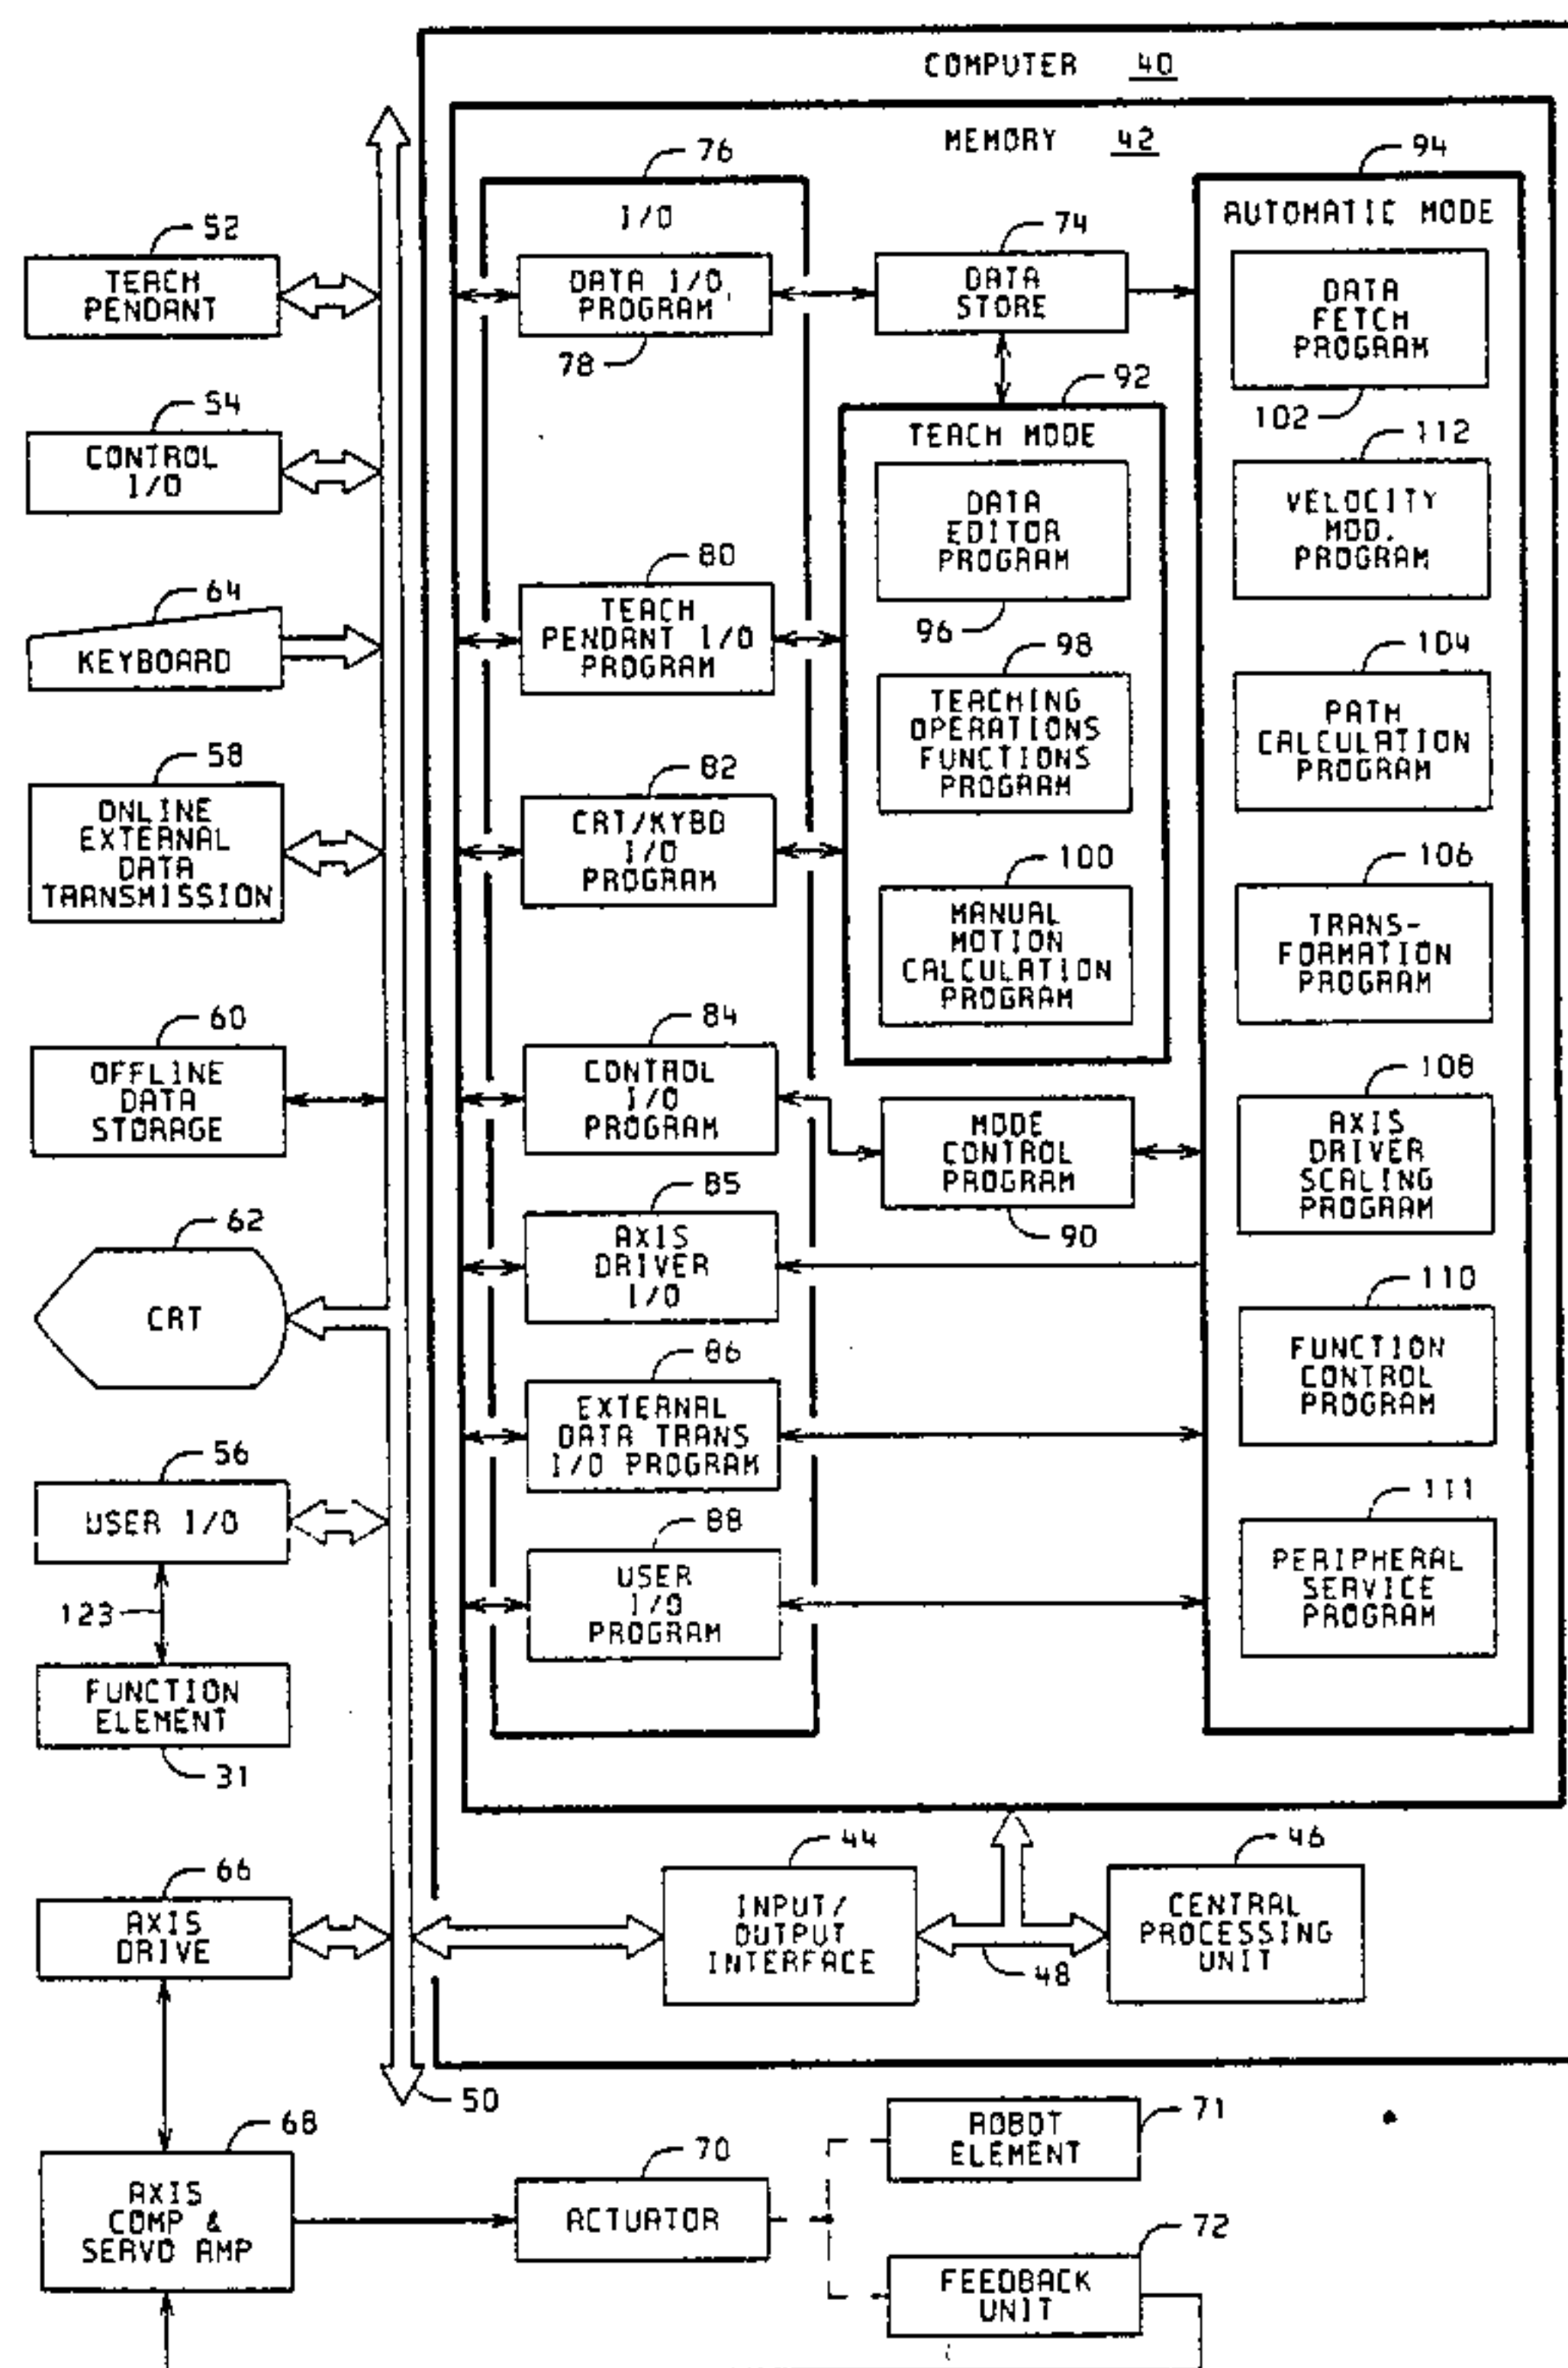 COMPUTER 40
MEMORY 42
76
I/O
94
AUTOMATIC MODE
52
TEACH
PENDANT
DATA I/O
PROGRAM
78
74
DATA
STORE
DATA
FETCH
PROGRAM
102
54
CONTROL
I/O
92
TEACH MODE
DATA
EDITOR
PROGRAM
96
112
VELOCITY
MOD.
PROGRAM
64
KEYBOARD
80
TEACH
PENDANT I/O
PROGRAM
98
TEACHING
OPERATIONS
FUNCTIONS
PROGRAM
104
PATH
CALCULATION
PROGRAM
58
ONLINE
EXTERNAL
DATA
TRANSMISSION
82
CRT/KYBD
I/O
PROGRAM
100
MANUAL
MOTION
CALCULATION
PROGRAM
106
TRANS-
FORMATION
PROGRAM
60
OFFLINE
DATA
STORAGE
84
CONTROL
I/O
PROGRAM
MODE
CONTROL
PROGRAM
90
108
AXIS
DRIVER
SCALING
PROGRAM
62
CRT
85
AXIS
DRIVER
I/O
110
FUNCTION
CONTROL
PROGRAM
86
EXTERNAL
DATA TRANS
I/O PROGRAM
56
USER I/O
123
88
USER
I/O
PROGRAM
111
PERIPHERAL
SERVICE
PROGRAM
FUNCTION
ELEMENT
31
66
AXIS
DRIVE
44
INPUT/
OUTPUT
INTERFACE
48
46
CENTRAL
PROCESSING
UNIT
50
68
AXIS
COMP &
SERVO AMP
70
ACTUATOR
ROBOT
ELEMENT
71
72
FEEDBACK
UNIT